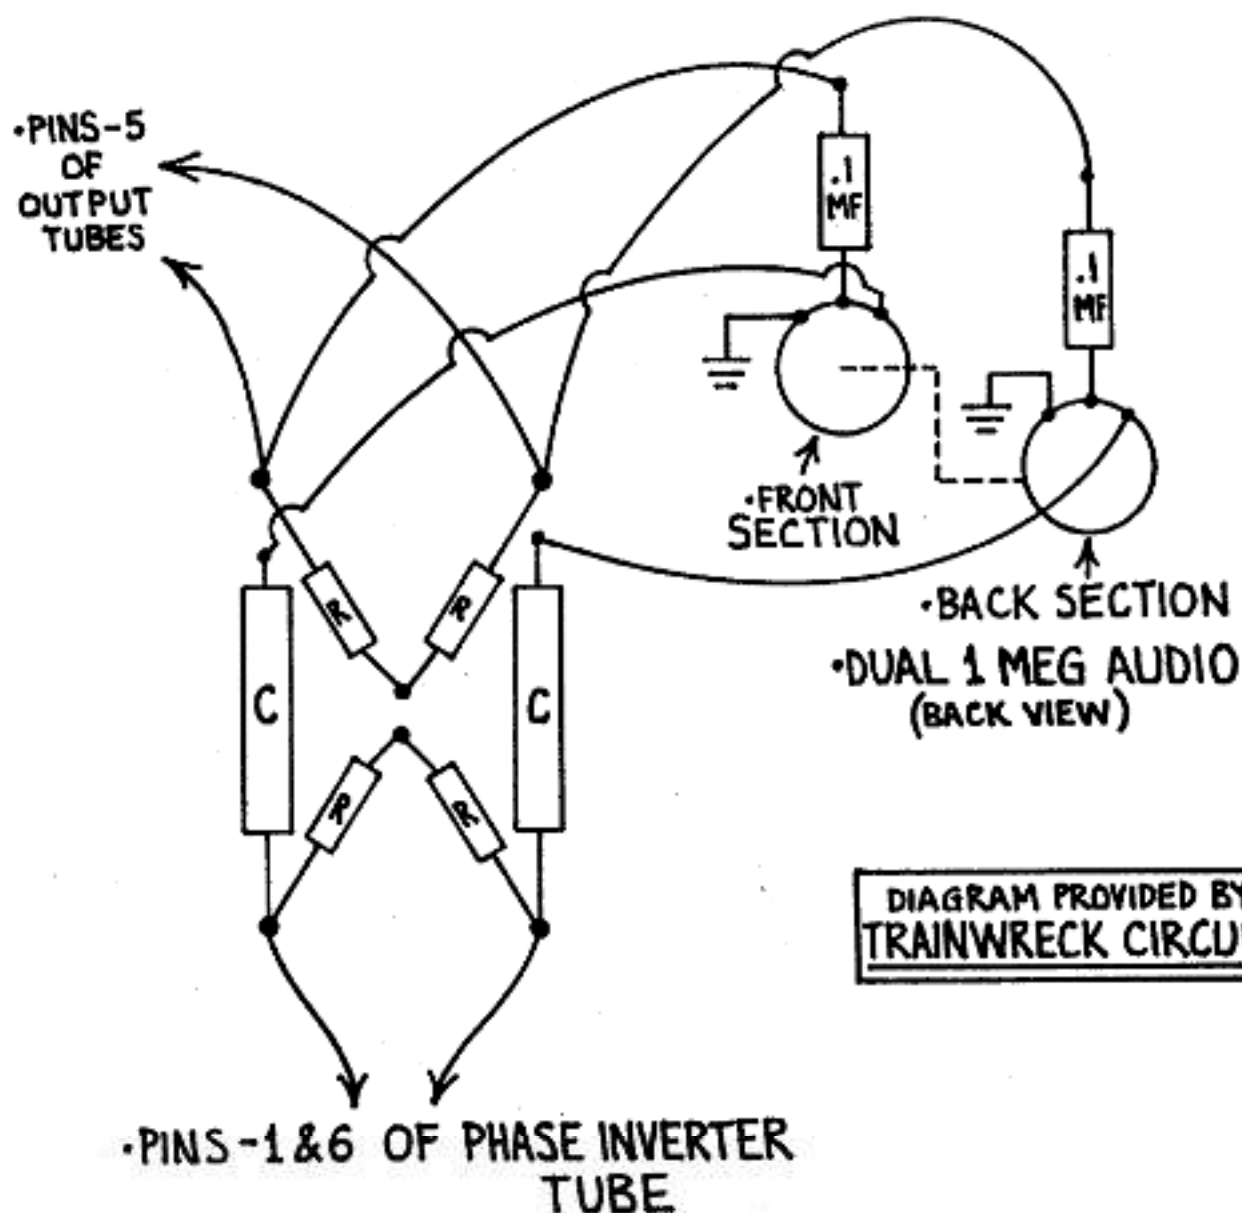 •PINS-5
OF
OUTPUT
TUBES
.1
MF
.1
MF
•FRONT
SECTION
•BACK SECTION
•DUAL 1 MEG AUDIO
(BACK VIEW)
R
R
C
C
R
R
DIAGRAM PROVIDED BY
TRAINWRECK CIRCU
•PINS-1&6 OF PHASE INVERTER
TUBE